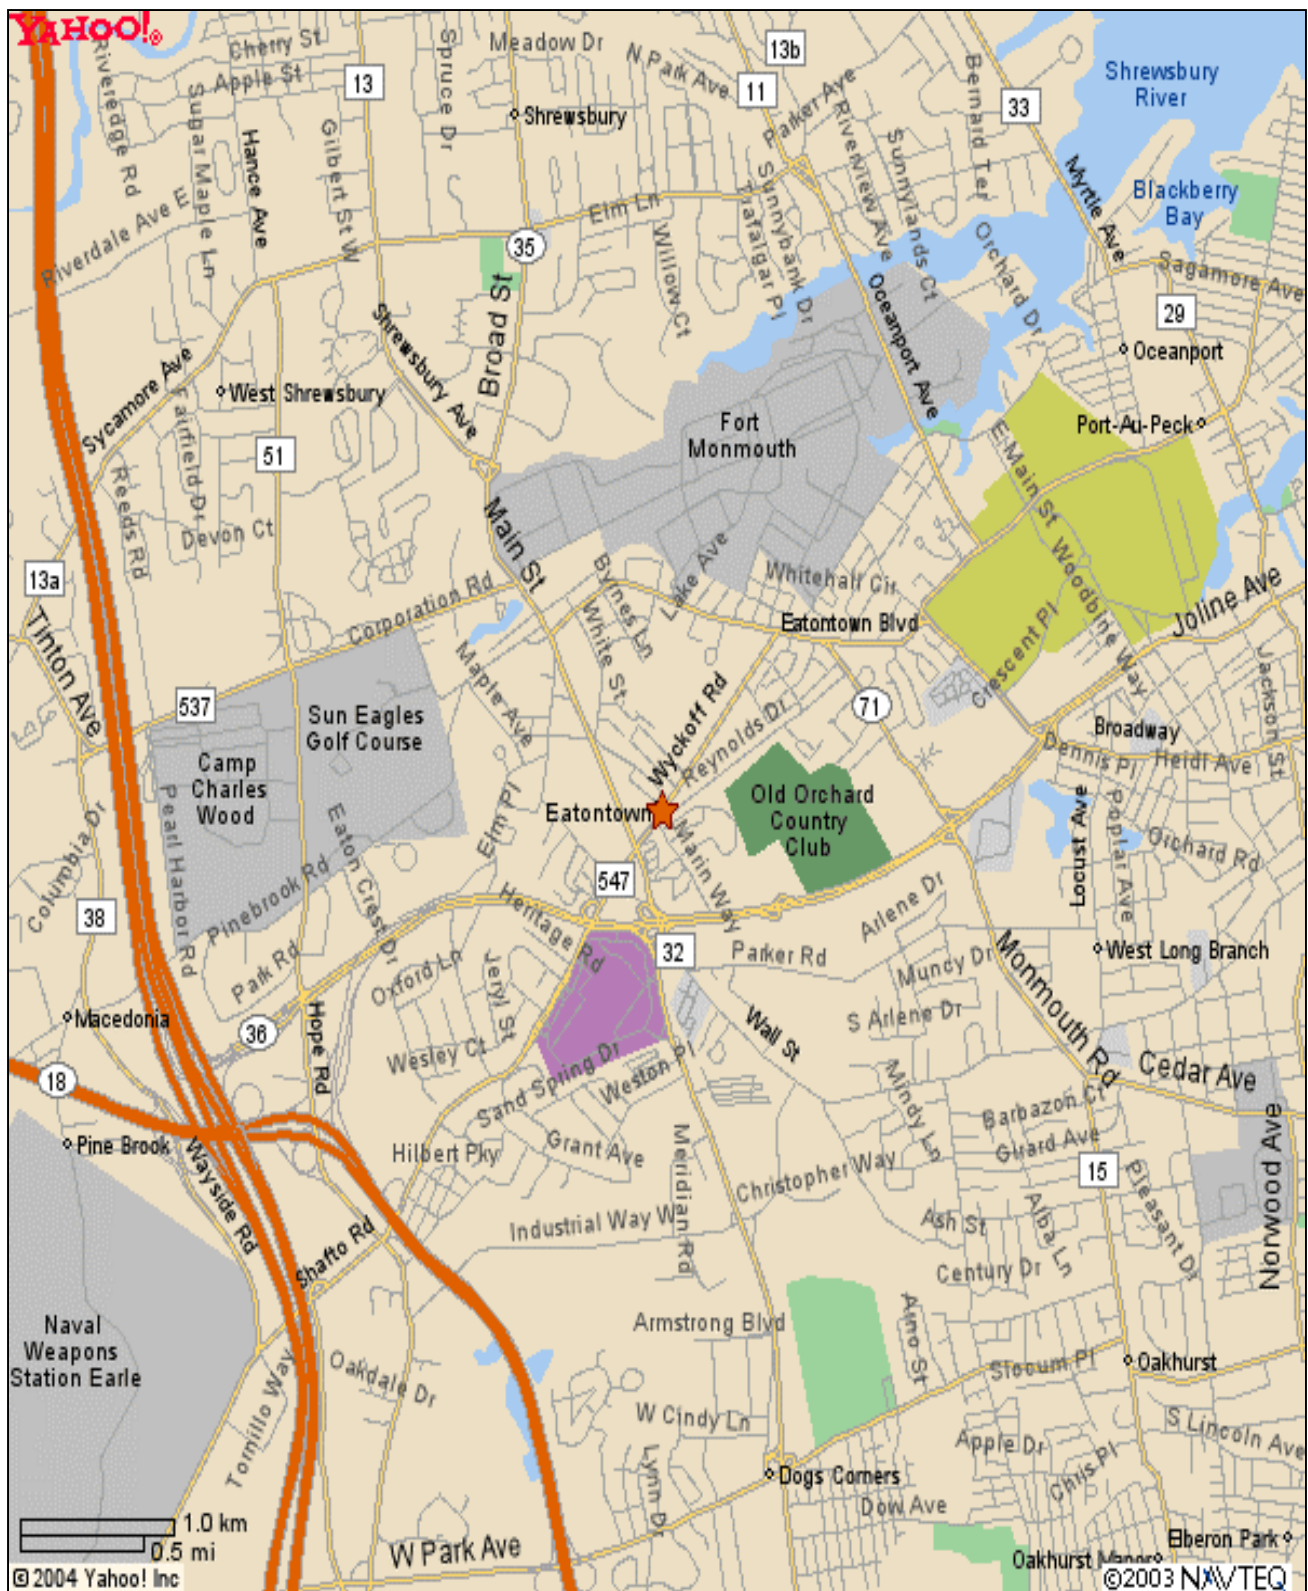 YAHOO!®
Riveredge Rd
Cherry St
Apple St
Sugar Maple Ln
Hance Ave
Gilbert St W
13
Spruce Dr
Meadow Dr
Shrewsbury
N Park Ave
11
13b
Parker Ave
Riverview Ave
Sunnylands Ct
Bernard Ter
33
Shrewsbury
River
Blackberry
Bay
Myrtle Ave
Sagamore Ave
29
Oceanport
Orchard Dr
Riverdale Ave E
35
Elm Ln
Willow Ct
Trafalgar Pl
Sunnybank Dr
Oceanport Ave
Broad St
Shrewsbury Ave
Sycamore Ave
West Shrewsbury
Fairfield Dr
51
Reeds Rd
Devon Ct
Fort
Monmouth
Port-Au-Peck
E Main St
Main St
13a
Tinton Ave
Corporation Rd
Byrnes Ln
White St
Lake Ave
Whitehall Cir
Eatontown Blvd
Woodbine Way
Crescent Pl
Joline Ave
Jackson St
537
Sun Eagles
Golf Course
Camp
Charles
Wood
Maple Ave
Wyckoff Rd
Reynolds Dr
71
Broadway
Dennis Pl
Heidi Ave
Eatontown
Old Orchard
Country
Club
Elm Pl
Marin Way
Locust Ave
Poplar Ave
Orchard Rd
Columbia Dr
38
Pearl Harbor Rd
Pinebrook Rd
Eaton Crest Dr
547
Heritage Rd
32
Parker Rd
Arlene Dr
Muncy Dr
S Arlene Dr
Monmouth Rd
West Long Branch
Park Rd
Oxford Ln
Jeryl St
Macedonia
36
Hope Rd
Wesley Ct
Sand Spring Dr
Weston Pl
Wall St
Mindy Ln
Cedar Ave
Barbazon Ct
Girard Ave
Norwood Ave
18
Pine Brook
Wayside Rd
Hilbert Pky
Grant Ave
Meridian Rd
Christopher Way
15
Pleasant Dr
Alba Ln
Industrial Way W
Ash St
Century Dr
Shafto Rd
Armstrong Blvd
Naval
Weapons
Station Earle
Tornillo Way
Oakdale Dr
Slocum Pl
Oakhurst
W Cindy Ln
Lynn Dr
Apple Dr
Chris Pl
S Lincoln Ave
Dogs Corners
Dow Ave
W Park Ave
Elberon Park
Oakhurst Manor
1.0 km
0.5 mi
© 2004 Yahoo! Inc
©2003 NAVTEQ